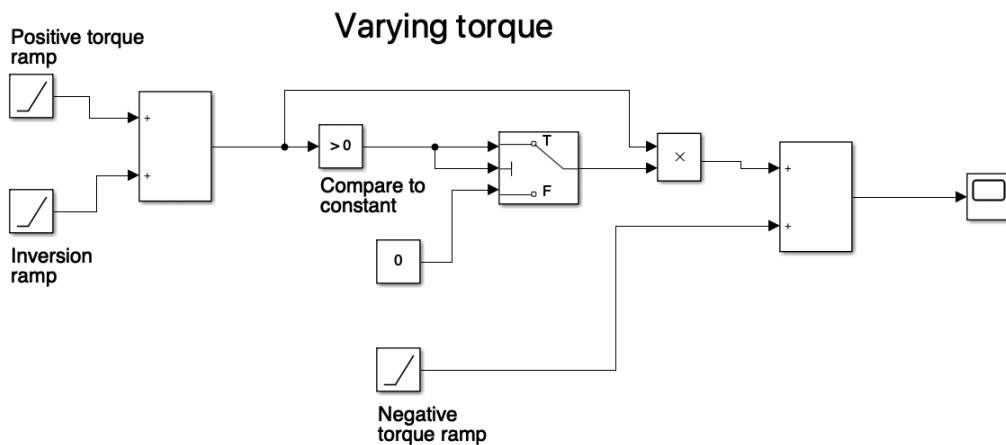 Varying torque
Positive torque
ramp
+
+
Inversion
ramp
> 0
Compare to
constant
0
T
F
×
+
+
Negative
torque ramp